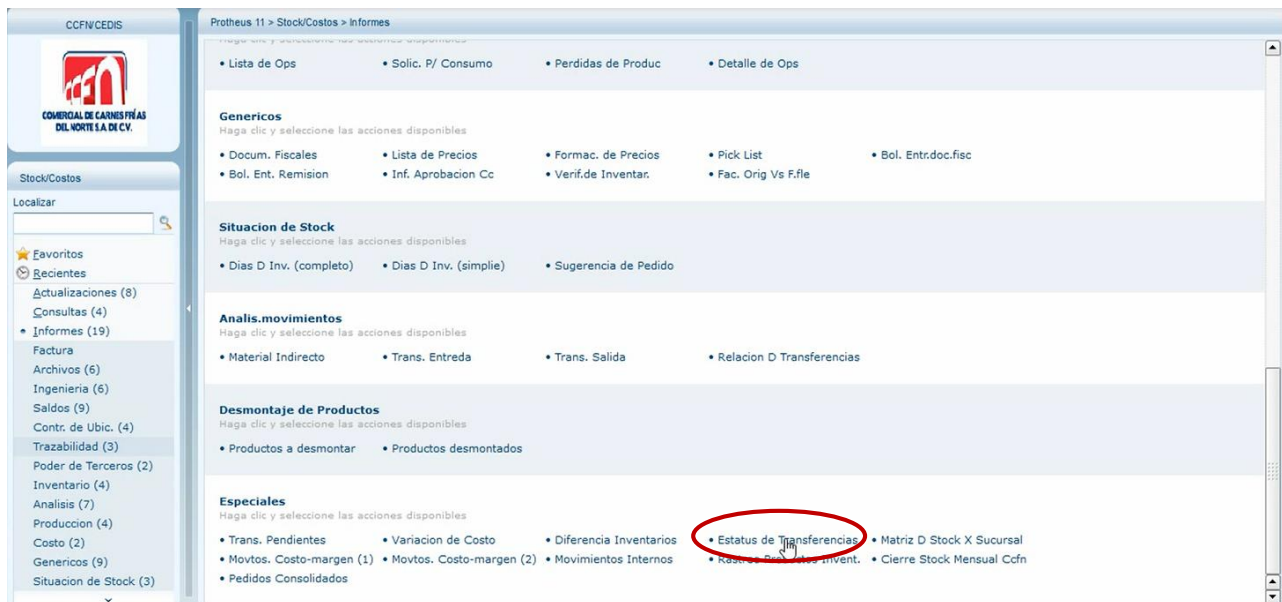 CCFN/CEDIS
COMERCIAL DE CARNES FRÍAS
DEL NORTE S.A. DE C.V.
Stock/Costos
Localizar
Favoritos
Recientes
Actualizaciones (8)
Consultas (4)
• Informes (19)
Factura
Archivos (6)
Ingenieria (6)
Saldos (9)
Contr. de Ubic. (4)
Trazabilidad (3)
Poder de Terceros (2)
Inventario (4)
Analisis (7)
Produccion (4)
Costo (2)
Genericos (9)
Situacion de Stock (3)
Protheus 11 > Stock/Costos > Informes
Haga clic y seleccione las acciones disponibles
• Lista de Ops • Solic. P/ Consumo • Perdidas de Produc • Detalle de Ops
Genericos
Haga clic y seleccione las acciones disponibles
• Docum. Fiscales • Lista de Precios • Formac. de Precios • Pick List • Bol. Entr.doc.fisc
• Bol. Ent. Remision • Inf. Aprobacion Cc • Verif.de Inventar. • Fac. Orig Vs F.fle
Situacion de Stock
Haga clic y seleccione las acciones disponibles
• Dias D Inv. (completo) • Dias D Inv. (simplie) • Sugerencia de Pedido
Analis.movimientos
Haga clic y seleccione las acciones disponibles
• Material Indirecto • Trans. Entreda • Trans. Salida • Relacion D Transferencias
Desmontaje de Productos
Haga clic y seleccione las acciones disponibles
• Productos a desmontar • Productos desmontados
Especiales
Haga clic y seleccione las acciones disponibles
• Trans. Pendientes • Variacion de Costo • Diferencia Inventarios • Estatus de Transferencias • Matriz D Stock X Sucursal
• Movtos. Costo-margen (1) • Movtos. Costo-margen (2) • Movimientos Internos • Rastreo Productos Invent. • Cierre Stock Mensual Ccfn
• Pedidos Consolidados